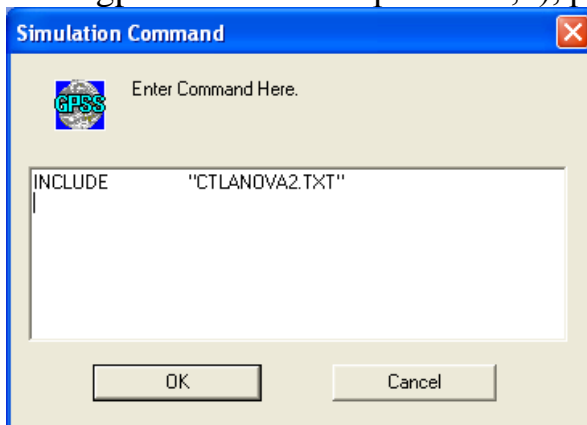 Simulation Command
GPSS
Enter Command Here.
INCLUDE "CTLANOVA2.TXT"
OK Cancel